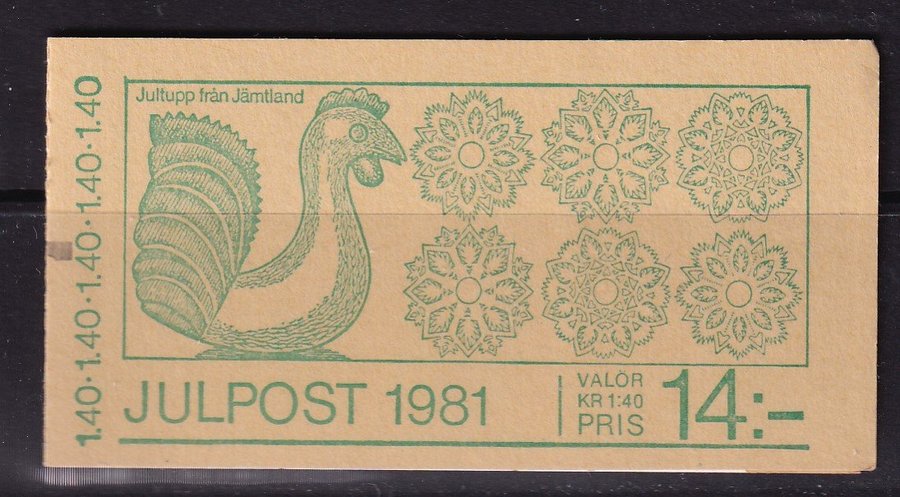 1.40·1.40·1.40·1.40·1.40
Jultupp från Jämtland
JULPOST 1981
VALÖR
KR 1:40
PRIS
14:-